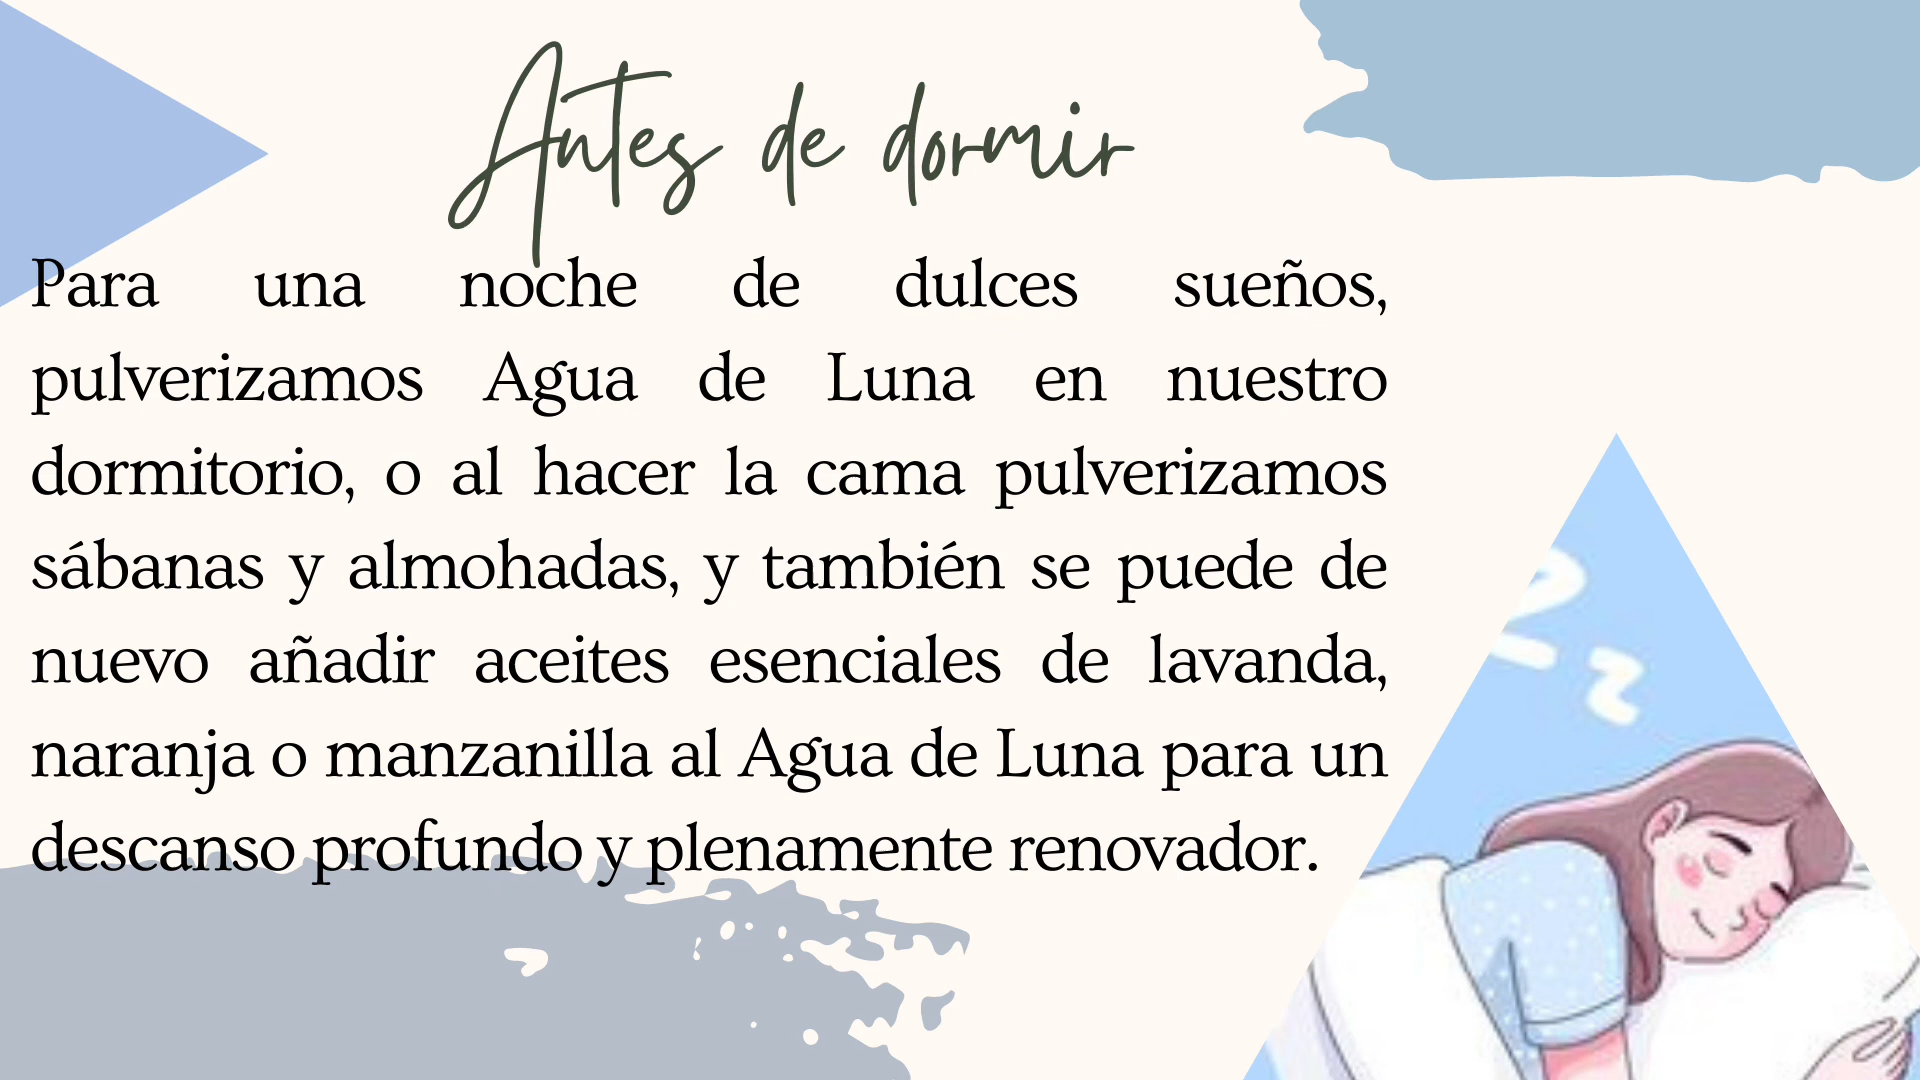 Antes de dormir
Para una noche de dulces sueños,
pulverizamos Agua de Luna en nuestro
dormitorio, o al hacer la cama pulverizamos
sábanas y almohadas, y también se puede de
nuevo añadir aceites esenciales de lavanda,
naranja o manzanilla al Agua de Luna para un
descanso profundo y plenamente renovador.
Z
z